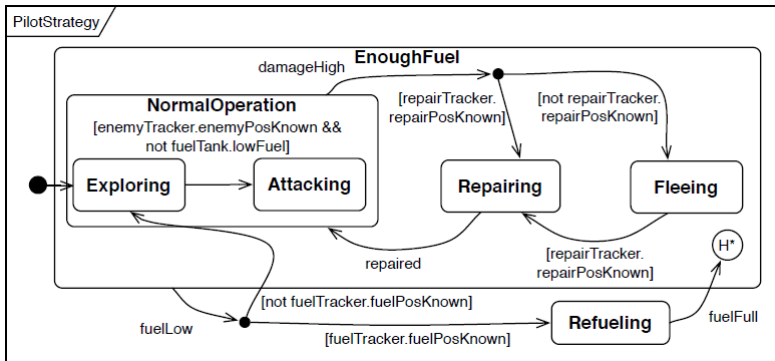 PilotStrategy
EnoughFuel
damageHigh
NormalOperation
[enemyTracker.enemyPosKnown &&
not fuelTank.lowFuel]
[repairTracker.
repairPosKnown]
[not repairTracker.
repairPosKnown]
Exploring
Attacking
Repairing
Fleeing
H*
repaired
[repairTracker.
repairPosKnown]
fuelLow
[not fuelTracker.fuelPosKnown]
[fuelTracker.fuelPosKnown]
Refueling
fuelFull